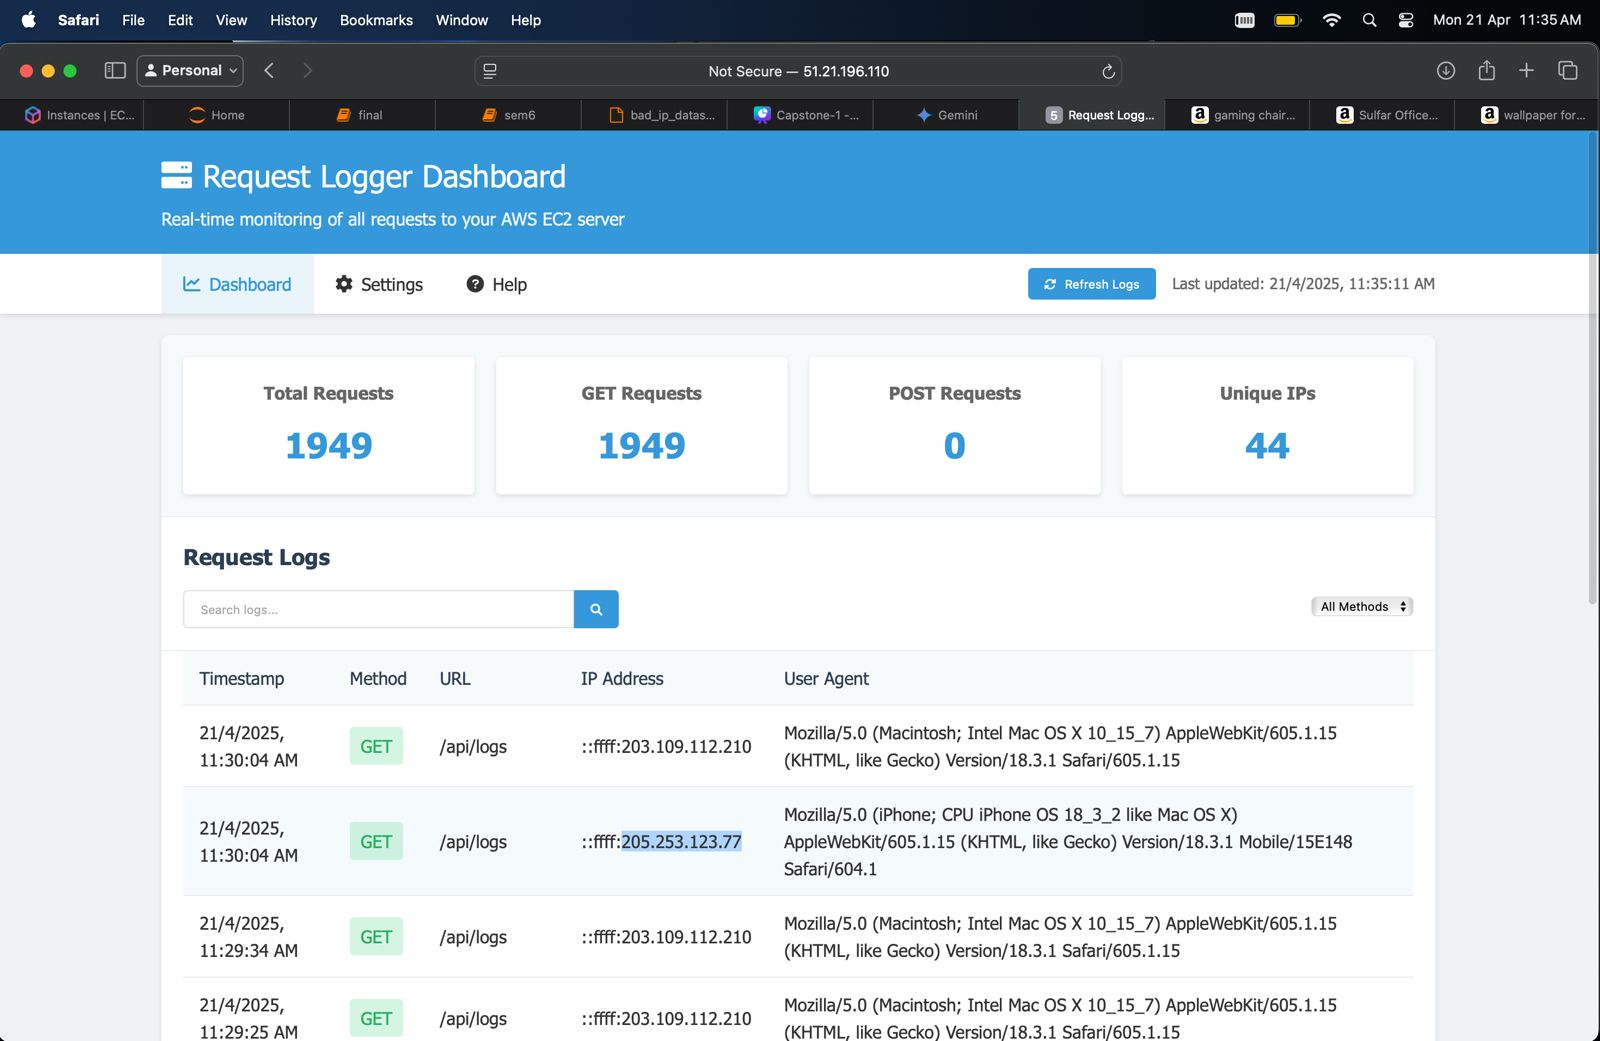 Safari File Edit View History Bookmarks Window Help Mon 21 Apr 11:35 AM
Personal Not Secure — 51.21.196.110
Instances | EC... Home final sem6 bad_ip_datas... Capstone-1 -... Gemini 5 Request Logg... gaming chair... Sulfar Office... wallpaper for...
Request Logger Dashboard
Real-time monitoring of all requests to your AWS EC2 server
Dashboard Settings Help Refresh Logs Last updated: 21/4/2025, 11:35:11 AM
Total Requests GET Requests POST Requests Unique IPs
1949 1949 0 44
Request Logs
Search logs... All Methods
Timestamp Method URL IP Address User Agent
21/4/2025, 11:30:04 AM GET /api/logs ::ffff:203.109.112.210 Mozilla/5.0 (Macintosh; Intel Mac OS X 10_15_7) AppleWebKit/605.1.15
(KHTML, like Gecko) Version/18.3.1 Safari/605.1.15
21/4/2025, 11:30:04 AM GET /api/logs ::ffff:205.253.123.77 Mozilla/5.0 (iPhone; CPU iPhone OS 18_3_2 like Mac OS X)
AppleWebKit/605.1.15 (KHTML, like Gecko) Version/18.3.1 Mobile/15E148
Safari/604.1
21/4/2025, 11:29:34 AM GET /api/logs ::ffff:203.109.112.210 Mozilla/5.0 (Macintosh; Intel Mac OS X 10_15_7) AppleWebKit/605.1.15
(KHTML, like Gecko) Version/18.3.1 Safari/605.1.15
21/4/2025, 11:29:25 AM GET /api/logs ::ffff:203.109.112.210 Mozilla/5.0 (Macintosh; Intel Mac OS X 10_15_7) AppleWebKit/605.1.15
(KHTML, like Gecko) Version/18.3.1 Safari/605.1.15